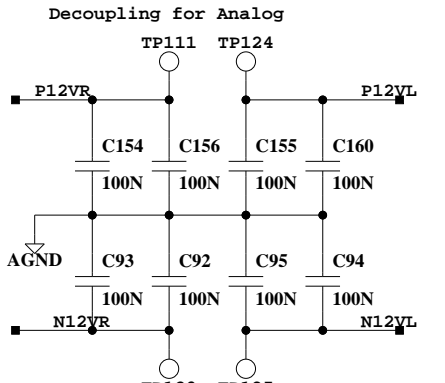 Decoupling for Analog
TP111 TP124
P12VR P12VL
C154 C156 C155 C160
100N 100N 100N 100N
AGND
C93 C92 C95 C94
100N 100N 100N 100N
N12VR N12VL